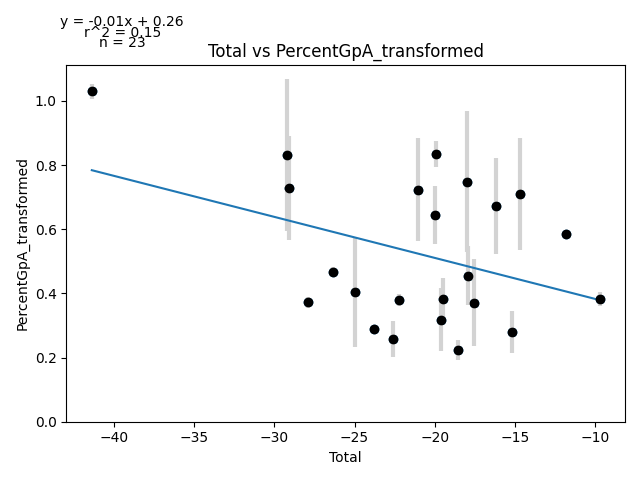 y = -0.01x + 0.26
r^2 = 0.15
n = 23
Total vs PercentGpA_transformed
PercentGpA_transformed
1.0
0.8
0.6
0.4
0.2
0.0
−40
−35
−30
−25
−20
−15
−10
Total